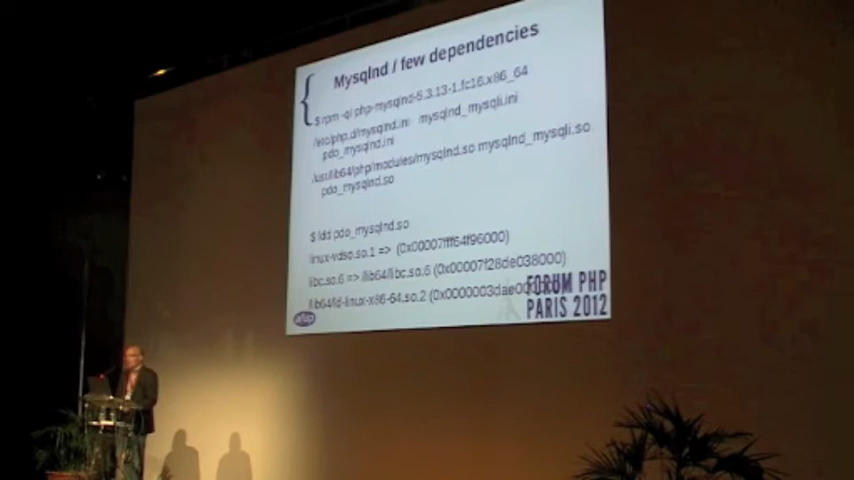 Mysqlnd / few dependencies
$ rpm -ql php-mysqlnd-5.3.13-1.fc16.x86_64
/etc/php.d/mysqlnd.ini mysqlnd_mysqli.ini
pdo_mysqlnd.ini
/usr/lib64/php/modules/mysqlnd.so mysqlnd_mysqli.so
pdo_mysqlnd.so
$ ldd pdo_mysqlnd.so
linux-vdso.so.1 => (0x00007fff64f96000)
libc.so.6 => /lib64/libc.so.6 (0x00007f28de038000)
/lib64/ld-linux-x86-64.so.2
FORUM PHP
PARIS 2012
afup